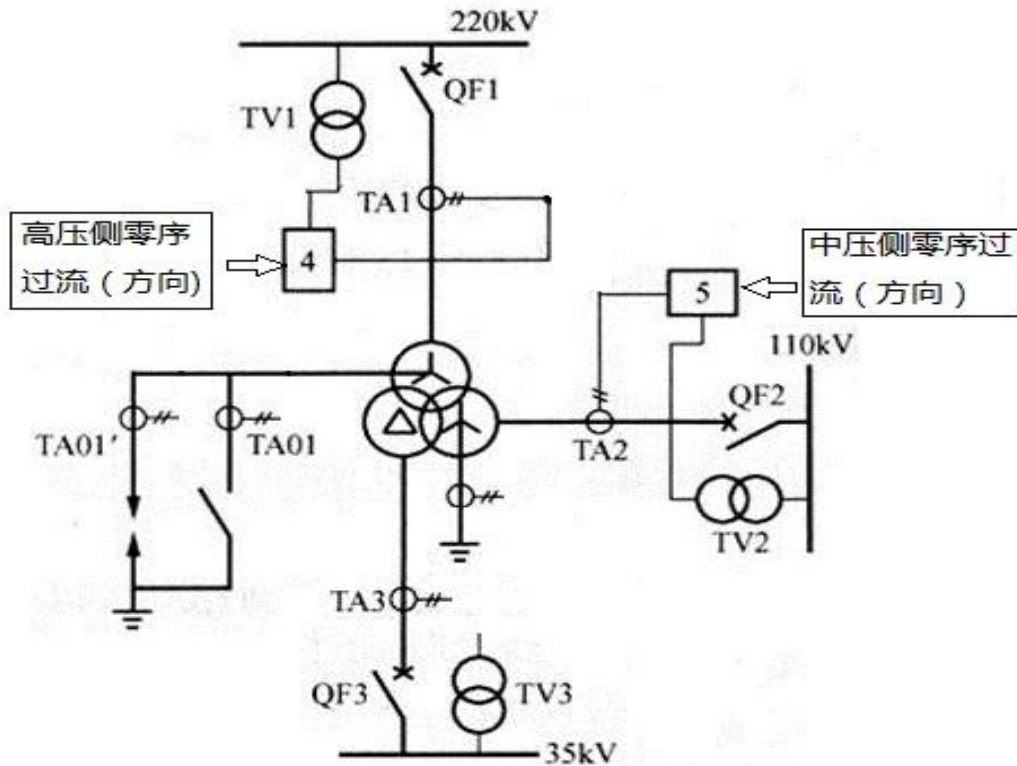 220kV
QF1
TV1
TA1
高压侧零序
过流（方向)
4
中压侧零序过
流（方向）
5
110kV
QF2
TA01′
TA01
TA2
TV2
TA3
QF3
TV3
35kV